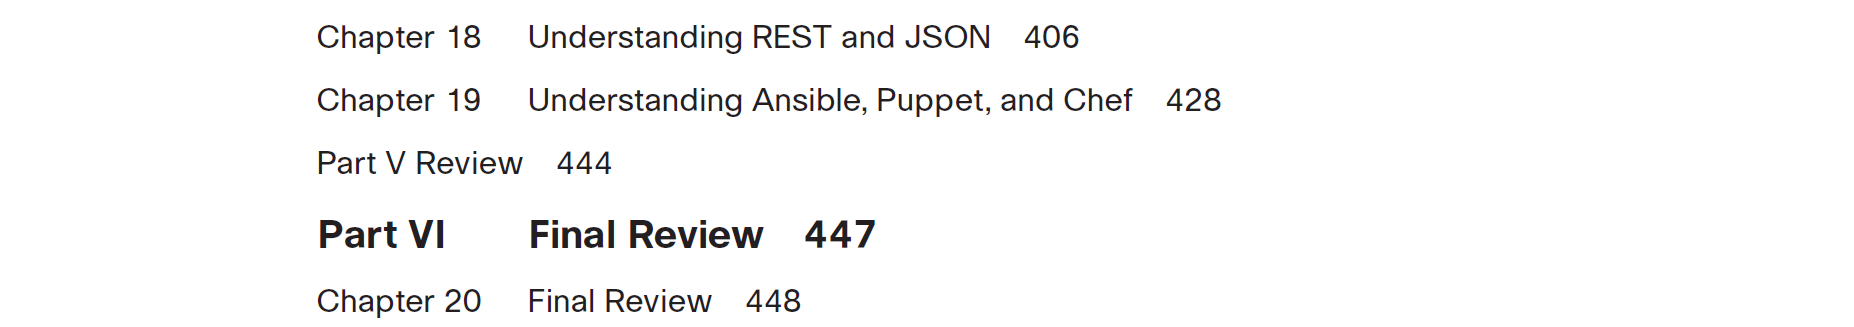 Chapter 18 Understanding REST and JSON 406
Chapter 19 Understanding Ansible, Puppet, and Chef 428
Part V Review 444
Part VI Final Review 447
Chapter 20 Final Review 448